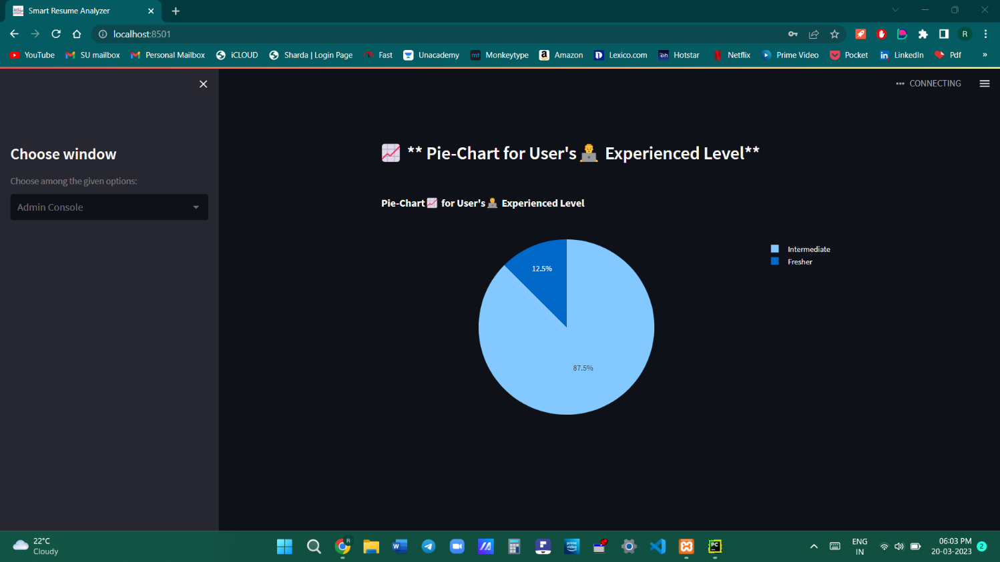 Smart Resume Analyzer
localhost:8501
R
YouTube SU mailbox Personal Mailbox iCLOUD Sharda | Login Page Fast Unacademy mt Monkeytype Amazon Lexico.com Hotstar Netflix Prime Video Pocket LinkedIn Pdf »
CONNECTING
Choose window
Choose among the given options:
Admin Console
📈 ** Pie-Chart for User's👨‍💻 Experienced Level**
Pie-Chart📈 for User's👨‍💻 Experienced Level
Intermediate
Fresher
12.5%
87.5%
22°C
Cloudy
ENG
IN
06:03 PM
20-03-2023
2